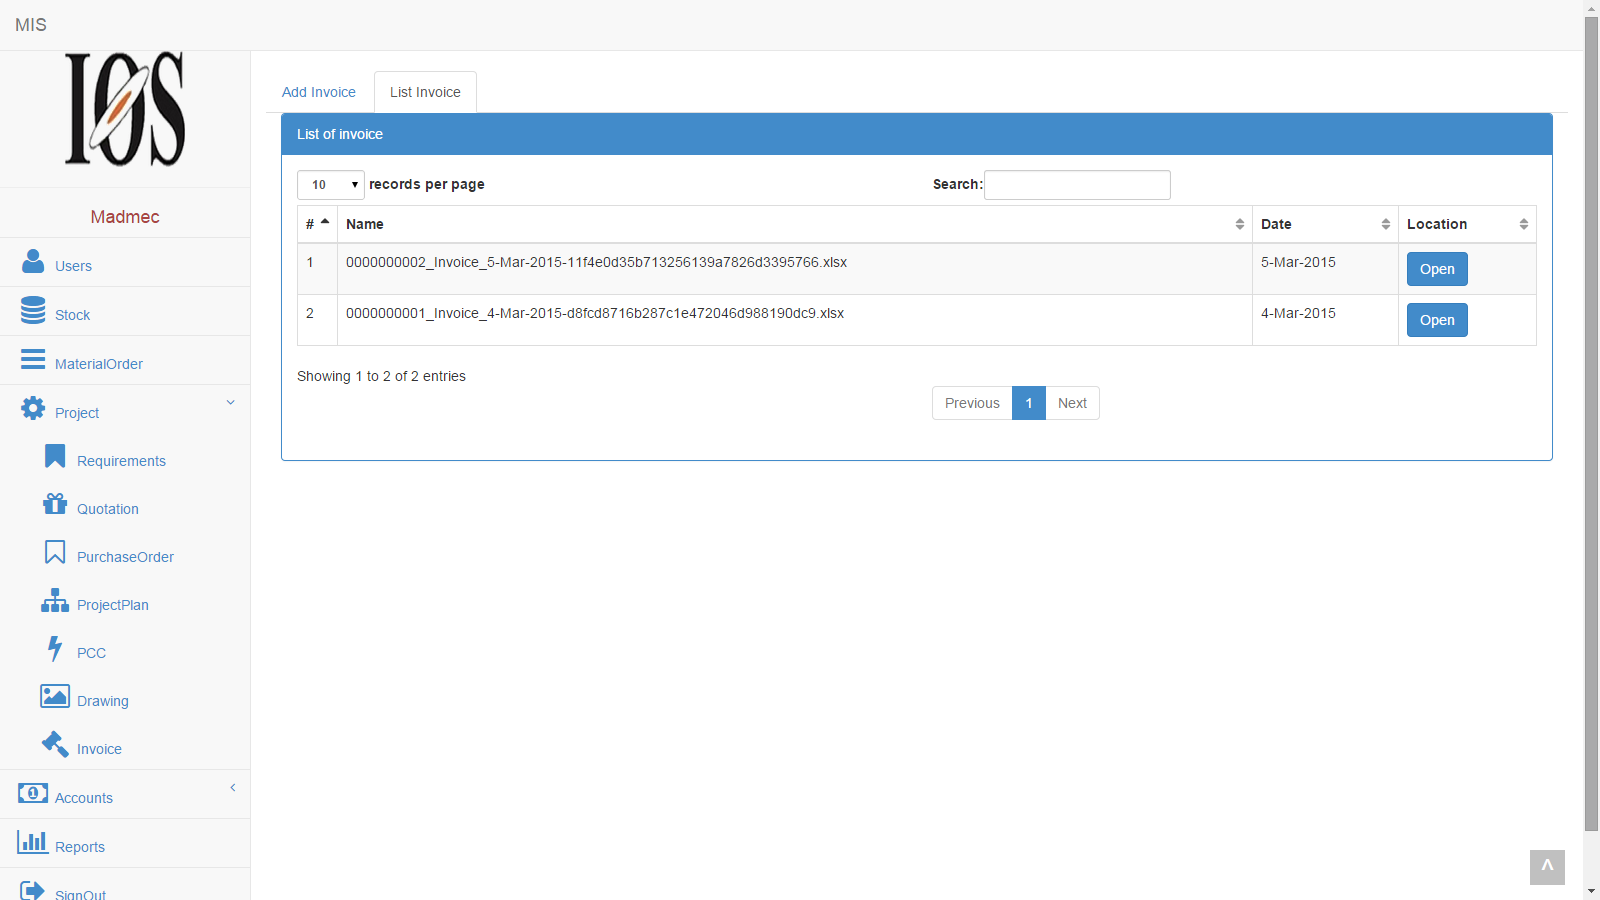 MIS
IOS
Madmec
Users
Stock
MaterialOrder
Project
Requirements
Quotation
PurchaseOrder
ProjectPlan
PCC
Drawing
Invoice
Accounts
Reports
SignOut
Add Invoice List Invoice
List of invoice
10 records per page Search:
# Name Date Location
1 0000000002_Invoice_5-Mar-2015-11f4e0d35b713256139a7826d3395766.xlsx 5-Mar-2015 Open
2 0000000001_Invoice_4-Mar-2015-d8fcd8716b287c1e472046d988190dc9.xlsx 4-Mar-2015 Open
Showing 1 to 2 of 2 entries
Previous 1 Next
^